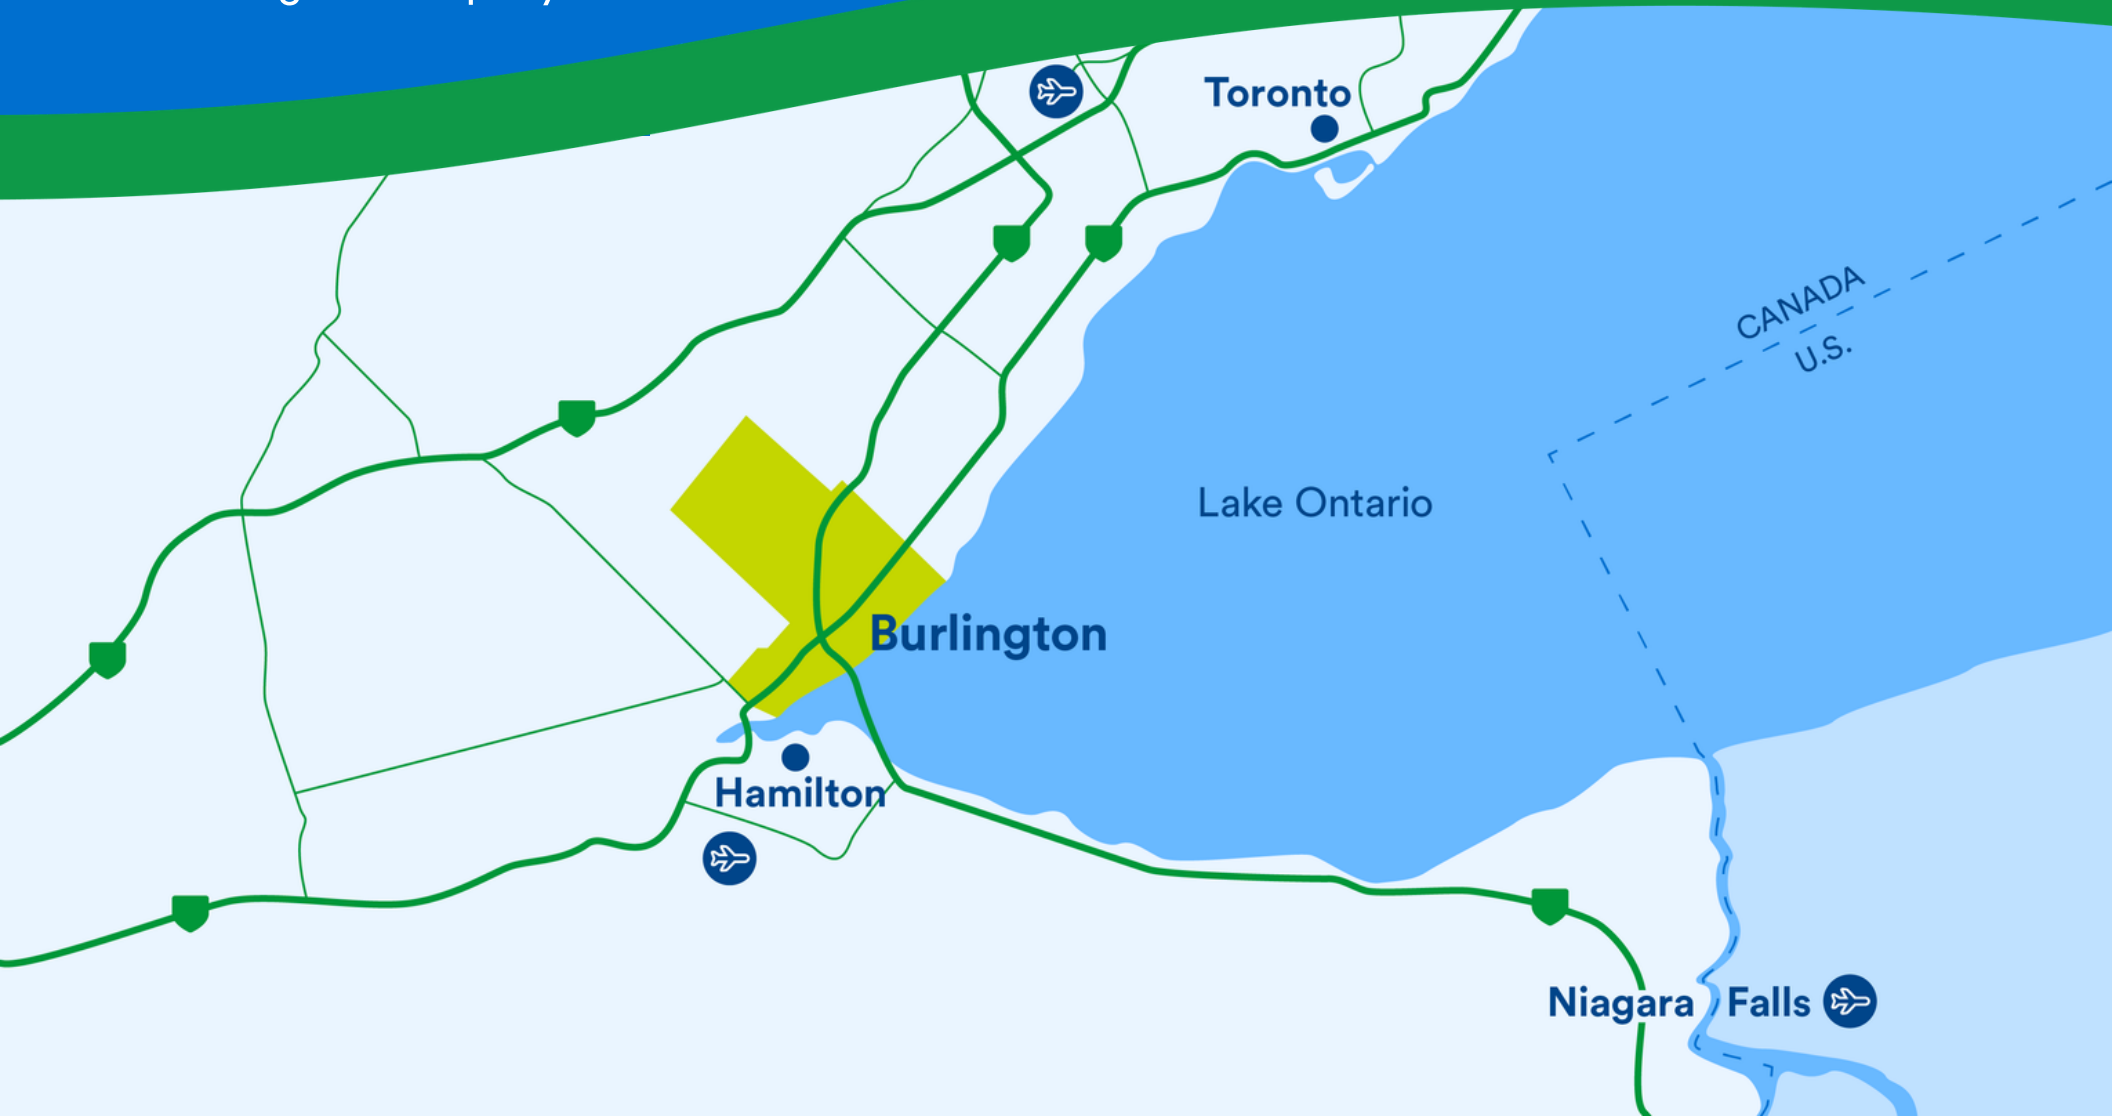 Toronto
CANADA
U.S.
Lake Ontario
Burlington
Hamilton
Niagara Falls